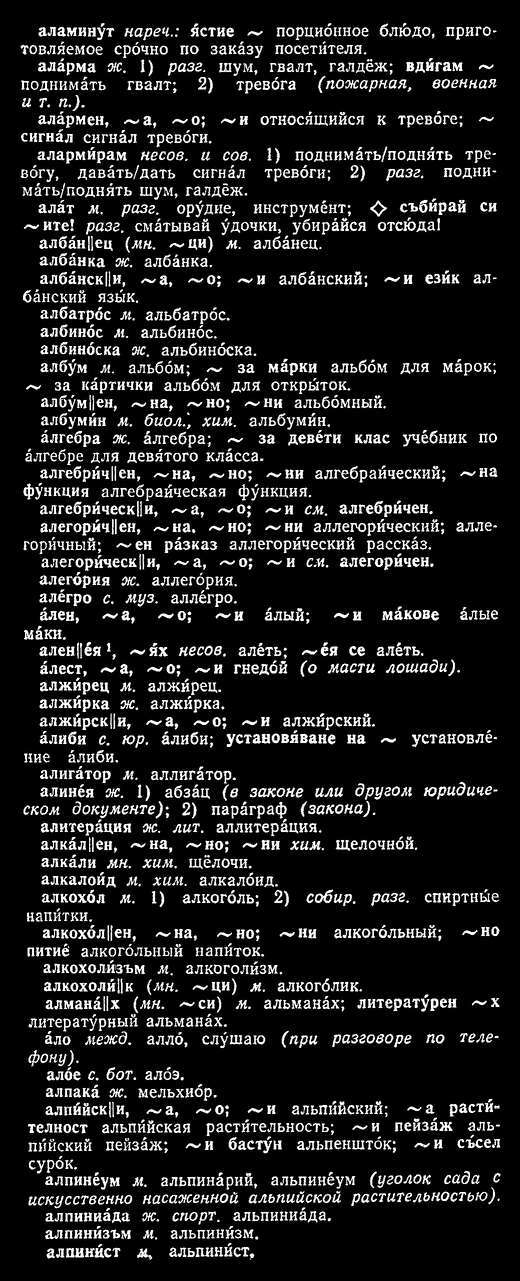 аламину́т нареч.: я́стие ~ порцио́нное блю́до, приго-
товля́емое сро́чно по зака́зу посети́теля.
ала́рма ж. 1) разг. шум, гвалт, галдёж; вди́гам ~
поднима́ть гвалт; 2) трево́га (пожарная, военная
и т. п.).
ала́рмен, ~а, ~о; ~и относя́щийся к трево́ге; ~
сигна́л сигна́л трево́ги.
аларми́рам несов. и сов. 1) поднима́ть/подня́ть тре-
во́гу, дава́ть/дать сигна́л трево́ги; 2) разг. подни-
ма́ть/подня́ть шум, галдёж.
ала́т м. разг. ору́дие, инструме́нт; ◇ събира́й си
~ите! разг. сма́тывай у́дочки, убира́йся отсю́да!
алба́н||ец (мн. ~ци) м. алба́нец.
алба́нка ж. алба́нка.
алба́нск||и, ~а, ~о; ~и алба́нский; ~и ези́к ал-
ба́нский язы́к.
албатро́с м. альбатро́с.
албино́с м. альбино́с.
албино́ска ж. альбино́ска.
албу́м м. альбо́м; ~ за ма́рки альбо́м для ма́рок;
~ за ка́ртички альбо́м для откры́ток.
албу́м||ен, ~на, ~но; ~ни альбо́мный.
албуми́н м. биол., хим. альбуми́н.
а́лгебра ж. а́лгебра; ~ за деве́ти клас уче́бник по
а́лгебре для девя́того кла́сса.
алгебри́ч||ен, ~на, ~но; ~ни алгебраи́ческий; ~на
фу́нкция алгебраи́ческая фу́нкция.
алгебри́ческ||и, ~а, ~о; ~и см. алгебри́чен.
алегори́ч||ен, ~на, ~но; ~ни аллегори́ческий; алле-
гори́чный; ~ен ра́зказ аллегори́ческий расска́з.
алегори́ческ||и, ~а, ~о; ~и см. алегори́чен.
алего́рия ж. аллего́рия.
але́гро с. муз. алле́гро.
а́лен, ~а, ~о; ~и а́лый; ~и ма́кове а́лые
ма́ки.
ален||е́я¹, ~я́х несов. але́ть; ~е́я се але́ть.
а́лест, ~а, ~о; ~и гнедо́й (о масти лошади).
алжи́рец м. алжи́рец.
алжи́рка ж. алжи́рка.
алжи́рск||и, ~а, ~о; ~и алжи́рский.
а́либи с. юр. а́либи; установя́ване на ~ установле́-
ние а́либи.
алига́тор м. аллига́тор.
алине́я ж. 1) абза́ц (в законе или другом юридиче-
ском документе); 2) пара́граф (закона).
алитера́ция ж. лит. аллитера́ция.
алка́л||ен, ~на, ~но; ~ни хим. щелочно́й.
алка́ли мн. хим. щёлочи.
алкало́ид м. хим. алкало́ид.
алкохо́л м. 1) алкого́ль; 2) собир. разг. спиртны́е
напи́тки.
алкохо́л||ен, ~на, ~но; ~ни алкого́льный; ~но
питие́ алкого́льный напи́ток.
алкохоли́зъм м. алкоголи́зм.
алкохоли́||к (мн. ~ци) м. алкого́лик.
алмана́||х (мн. ~си) м. альмана́х; литерату́рен ~х
литерату́рный альмана́х.
а́ло межд. алло́, слу́шаю (при разговоре по теле-
фону).
ало́е с. бот. ало́э.
алпака́ ж. мельхио́р.
алпи́йск||и, ~а, ~о; ~и альпи́йский; ~а расти́-
телност альпи́йская расти́тельность; ~и пейза́ж аль-
пи́йский пейза́ж; ~и басту́н альпеншто́к; ~и съ́сел
суро́к.
алпине́ум м. альпина́рий, альпине́ум (уголок сада с
искусственно насаженной альпийской растительностью).
алпиниа́да ж. спорт. альпиниа́да.
алпини́зъм м. альпини́зм.
алпини́ст м. альпини́ст,